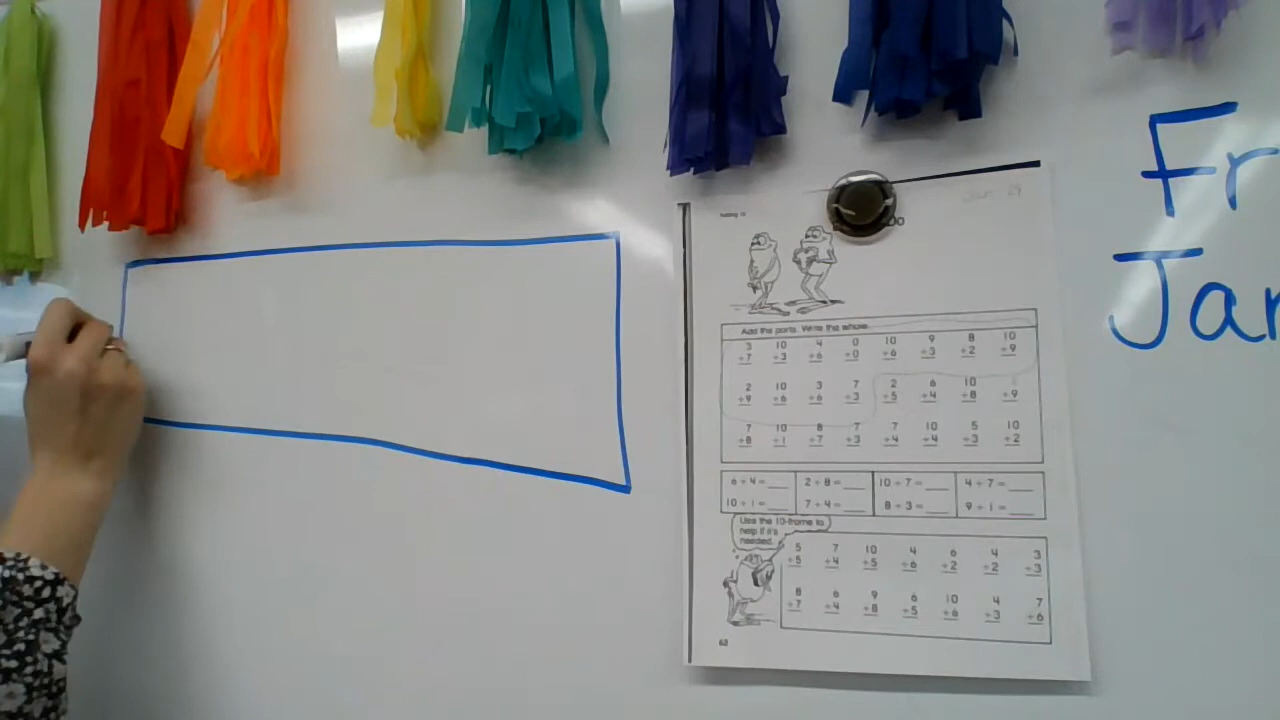 Fr
Jan
Adding 10
Add the parts. Write the whole.
3 10 4 0 10 9 8 10
+7 +3 +6 +0 +6 +3 +2 +9
2 10 3 7 2 6 10
+9 +6 +6 +3 +5 +4 +8 +9
7 10 8 7 7 10 5 10
+8 +1 +7 +3 +4 +4 +3 +2
6 + 4 = ___ 2 + 8 = ___ 10 + 7 = ___ 4 + 7 = ___
10 + 1 = ___ 7 + 4 = ___ 8 + 3 = ___ 9 + 1 = ___
Use the 10-frame to
help if it's
needed.
5 7 10 4 6 4 3
+5 +4 +5 +6 +2 +2 +3
8 6 9 6 10 4 7
+7 +4 +8 +5 +6 +3 +6
62